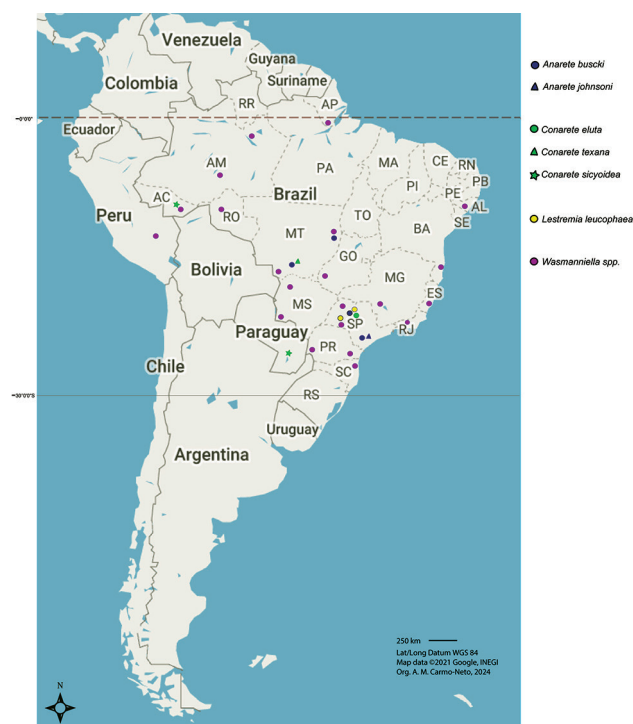 Venezuela
Guyana
Colombia
Suriname
RR
AP
0°0'0"
Ecuador
AM
PA
MA
CE
RN
PI
PB
PE
AC
Brazil
AL
RO
TO
SE
Peru
BA
MT
GO
Bolivia
MG
MS
ES
SP
RJ
Paraguay
PR
Chile
SC
RS
Uruguay
Argentina
Anarete buscki
Anarete johnsoni
Conarete eluta
Conarete texana
Conarete sicyoidea
Lestremia leucophaea
Wasmanniella spp.
250 km
Lat/Long Datum WGS 84
Map data ©2021 Google, INEGI
Org. A. M. Carmo-Neto, 2024
N